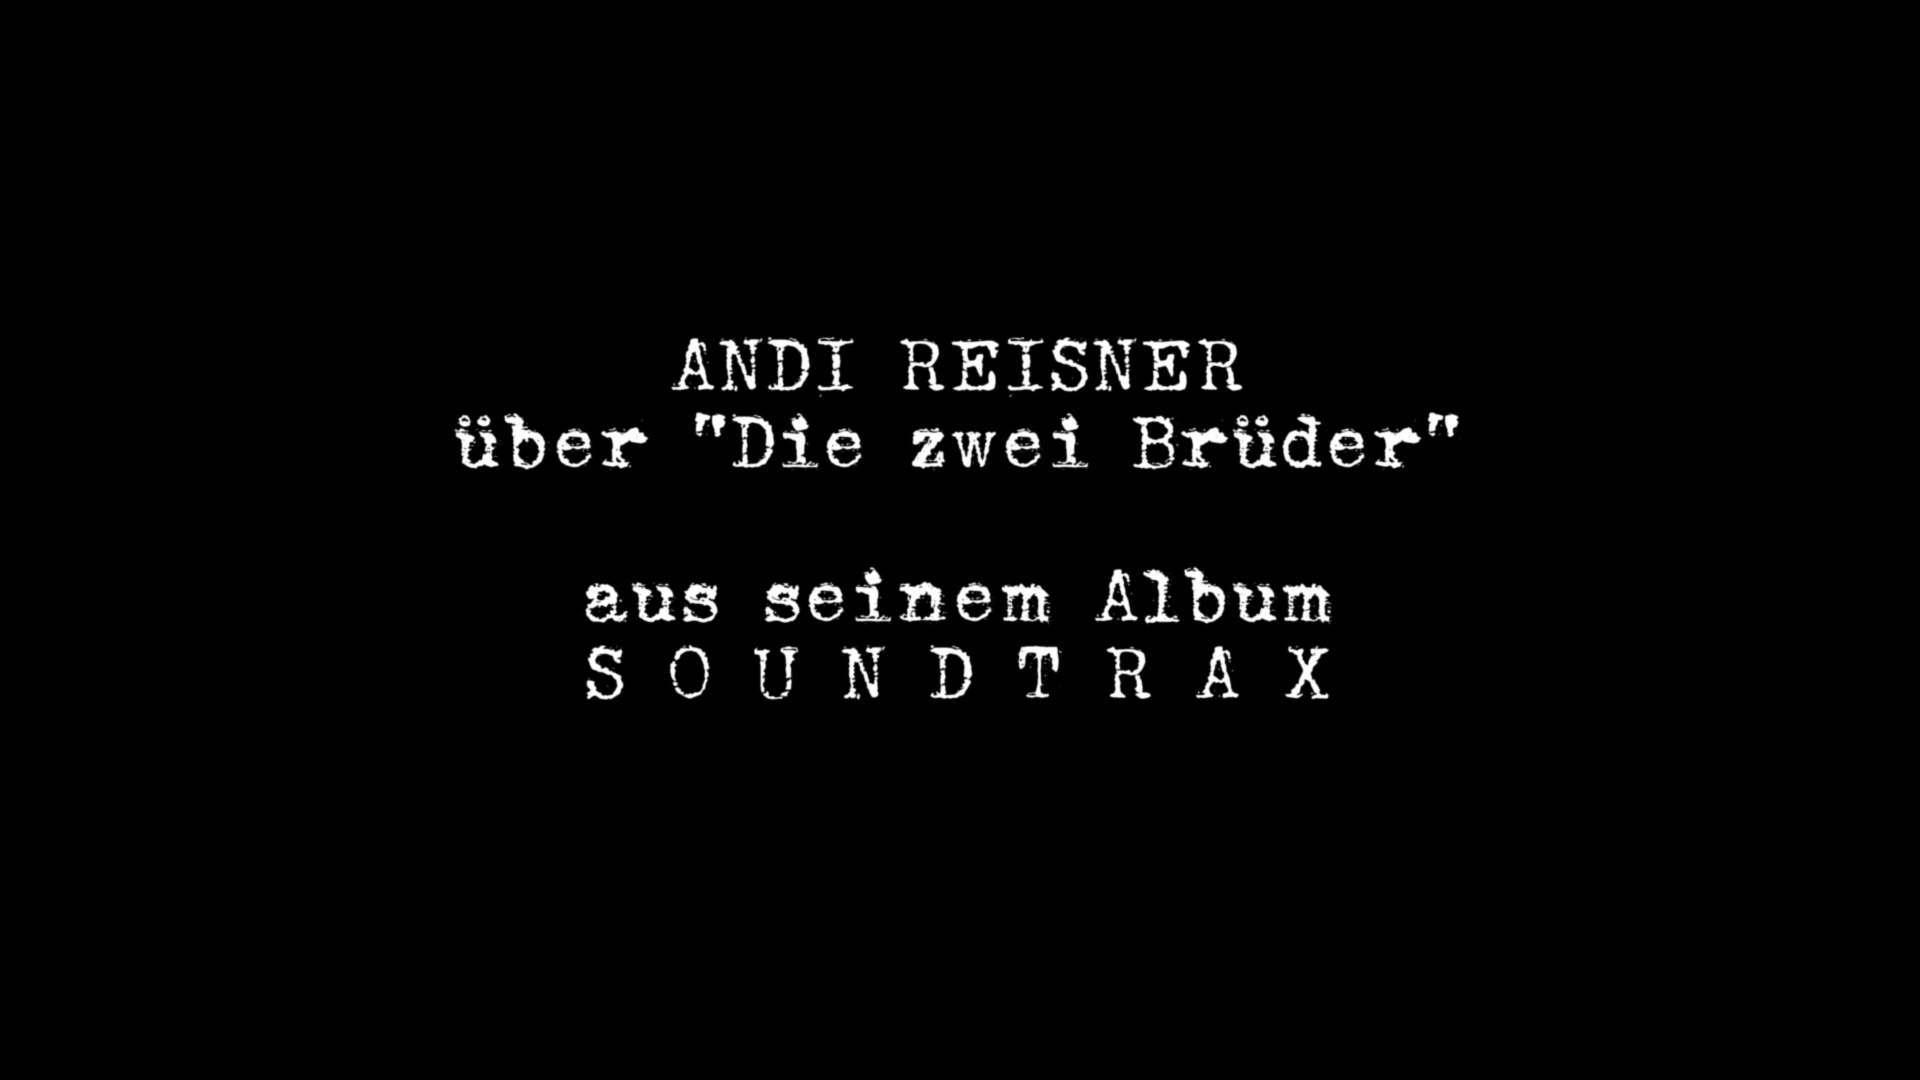 ANDI REISNER
über "Die zwei Brüder"
aus seinem Album
S O U N D T R A X